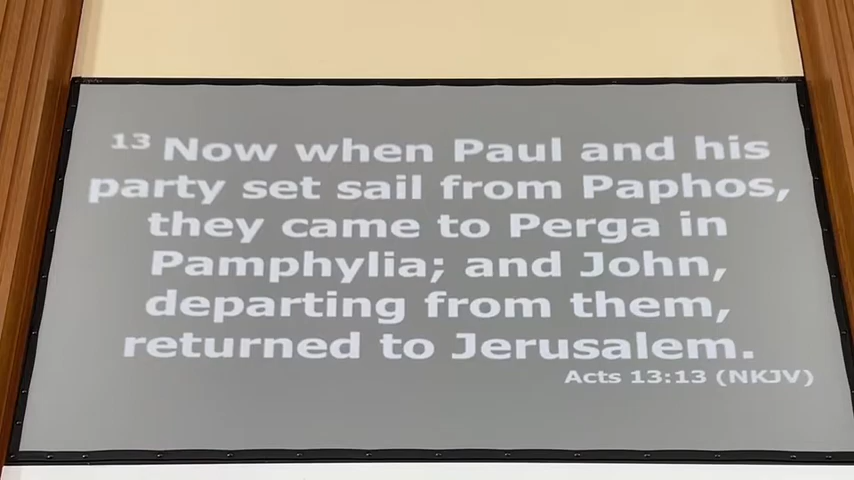 13 Now when Paul and his
party set sail from Paphos,
they came to Perga in
Pamphylia; and John,
departing from them,
returned to Jerusalem.
Acts 13:13 (NKJV)